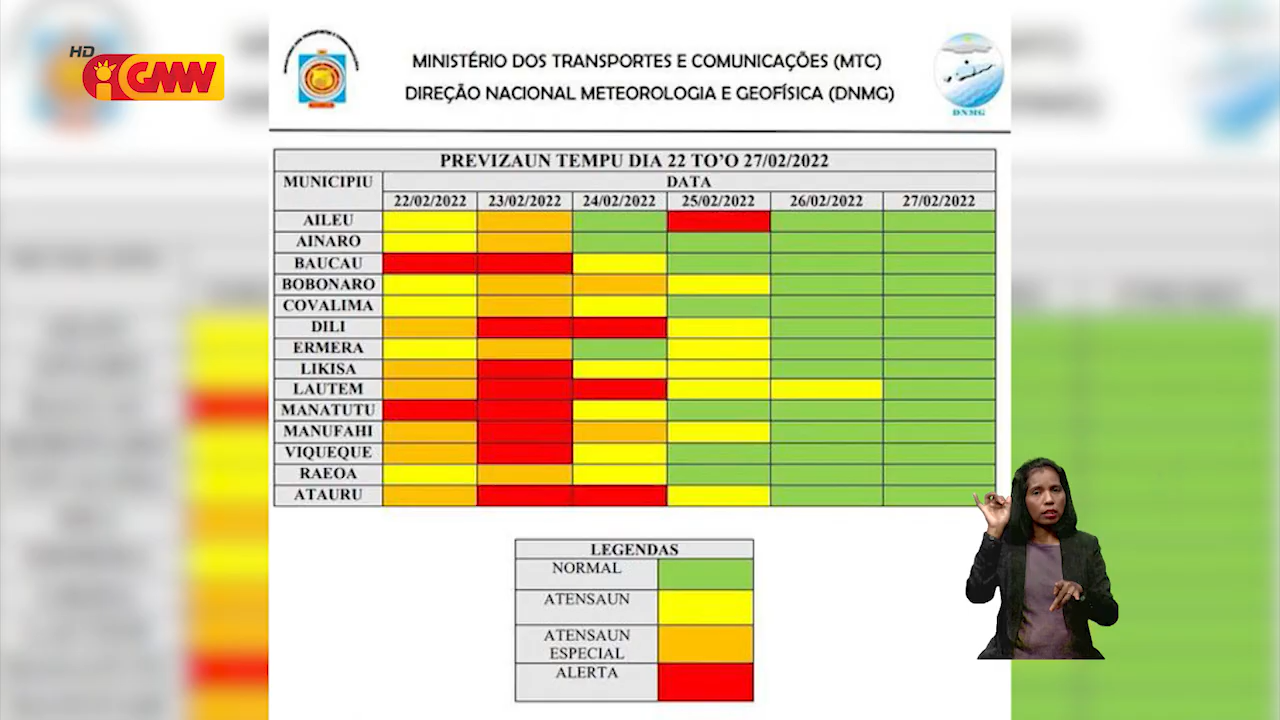 HD
GMN
MINISTÉRIO DOS TRANSPORTES E COMUNICAÇÕES (MTC)
DIREÇÃO NACIONAL METEOROLOGIA E GEOFÍSICA (DNMG)
DNMG
PREVIZAUN TEMPU DIA 22 TO’O 27/02/2022
MUNICIPIU
DATA
22/02/2022 23/02/2022 24/02/2022 25/02/2022 26/02/2022 27/02/2022
AILEU
AINARO
BAUCAU
BOBONARO
COVALIMA
DILI
ERMERA
LIKISA
LAUTEM
MANATUTU
MANUFAHI
VIQUEQUE
RAEOA
ATAURU
LEGENDAS
NORMAL
ATENSAUN
ATENSAUN
ESPECIAL
ALERTA